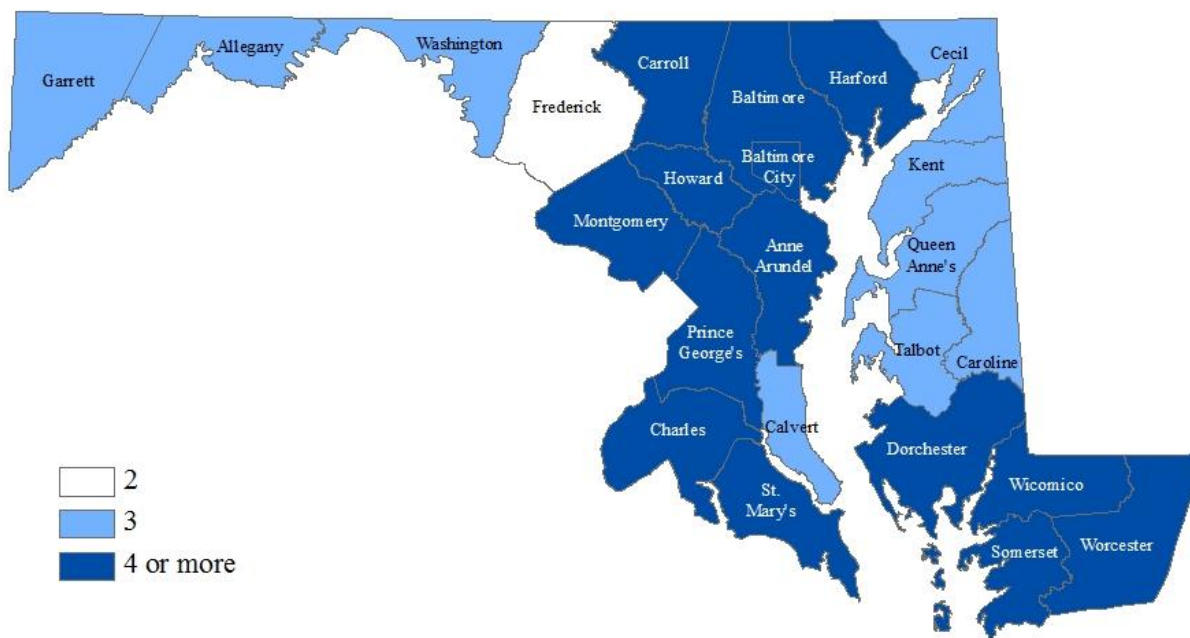 Garrett
Allegany
Washington
Frederick
Carroll
Baltimore
Harford
Cecil
Baltimore
City
Howard
Montgomery
Kent
Anne
Arundel
Queen
Anne's
Prince
George's
Talbot
Caroline
Charles
Calvert
Dorchester
St.
Mary's
Wicomico
Somerset
Worcester
2
3
4 or more